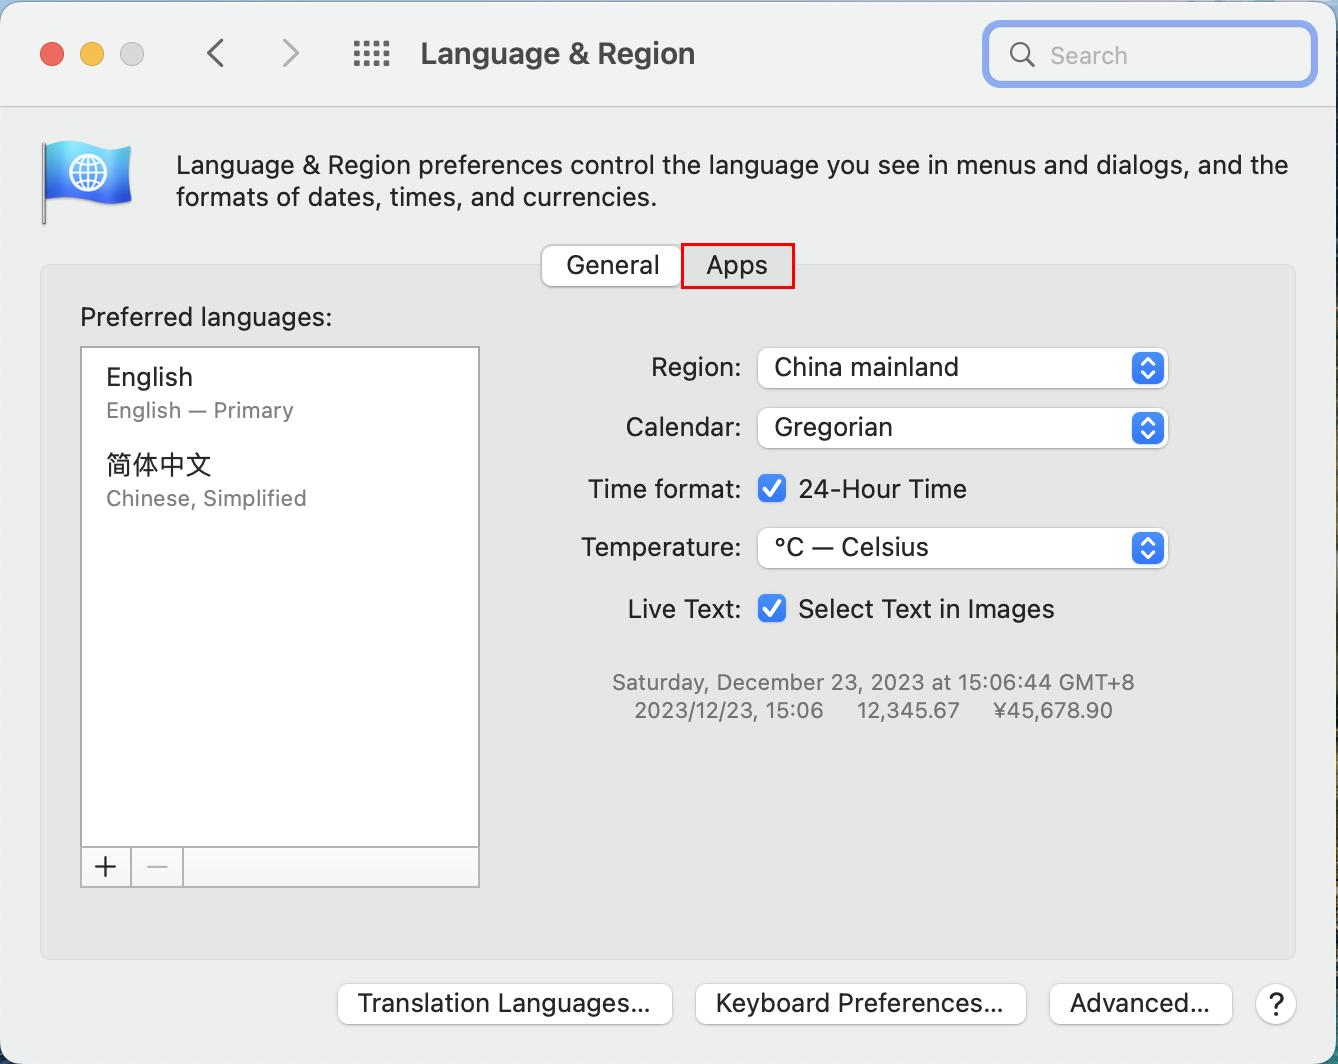 Language & Region
Search
Language & Region preferences control the language you see in menus and dialogs, and the
formats of dates, times, and currencies.
General
Apps
Preferred languages:
English
English — Primary
简体中文
Chinese, Simplified
Region: China mainland
Calendar: Gregorian
Time format: 24-Hour Time
Temperature: °C — Celsius
Live Text: Select Text in Images
Saturday, December 23, 2023 at 15:06:44 GMT+8
2023/12/23, 15:06 12,345.67 ¥45,678.90
Translation Languages... Keyboard Preferences... Advanced... ?